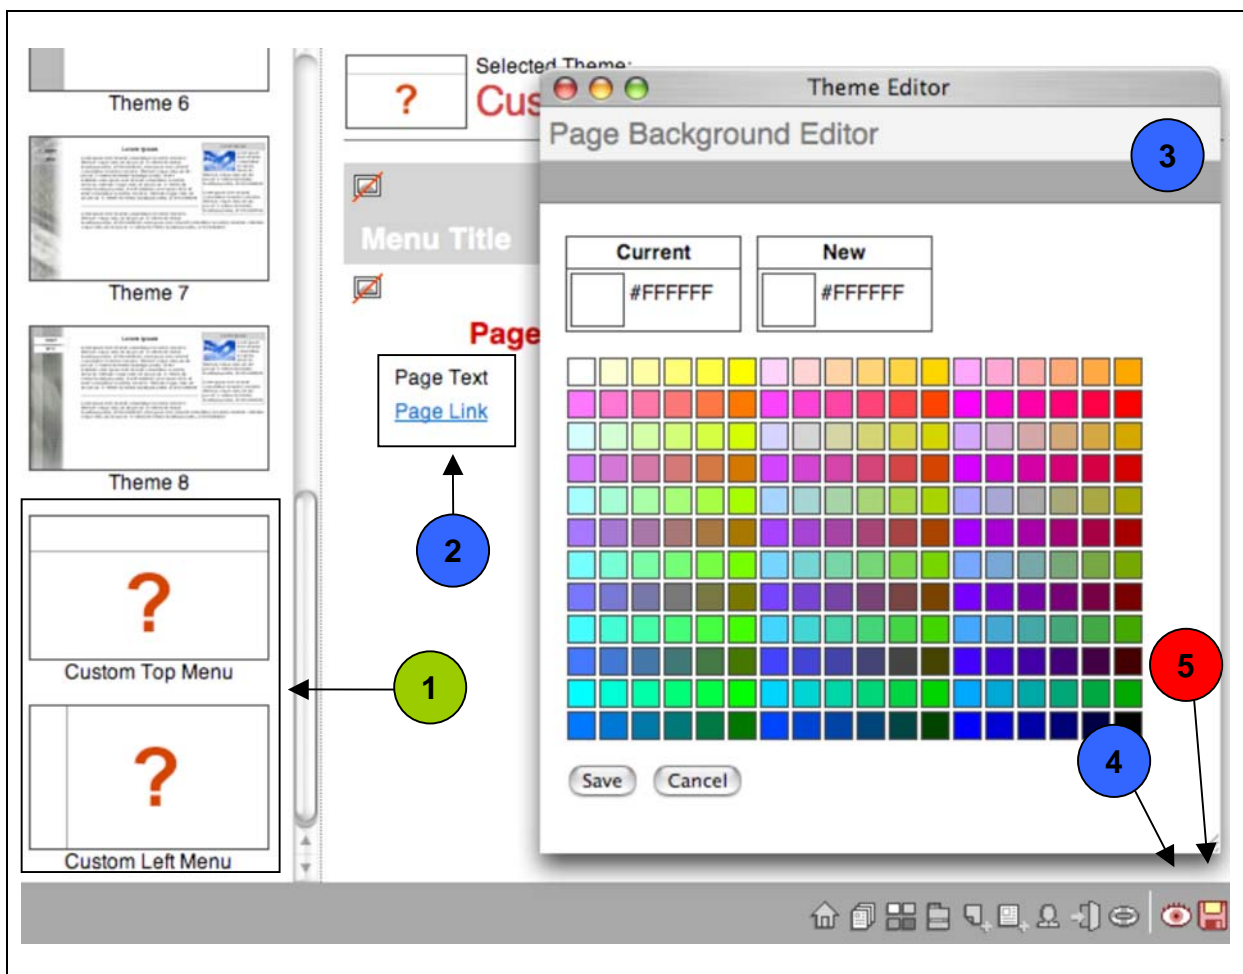 Theme 6
Theme 7
Theme 8
?
Custom Top Menu
?
Custom Left Menu
1
Selected Theme:
?
Cus
Menu Title
Page
Page Text
Page Link
2
Theme Editor
Page Background Editor
3
Current
#FFFFFF
New
#FFFFFF
Save
Cancel
4
5